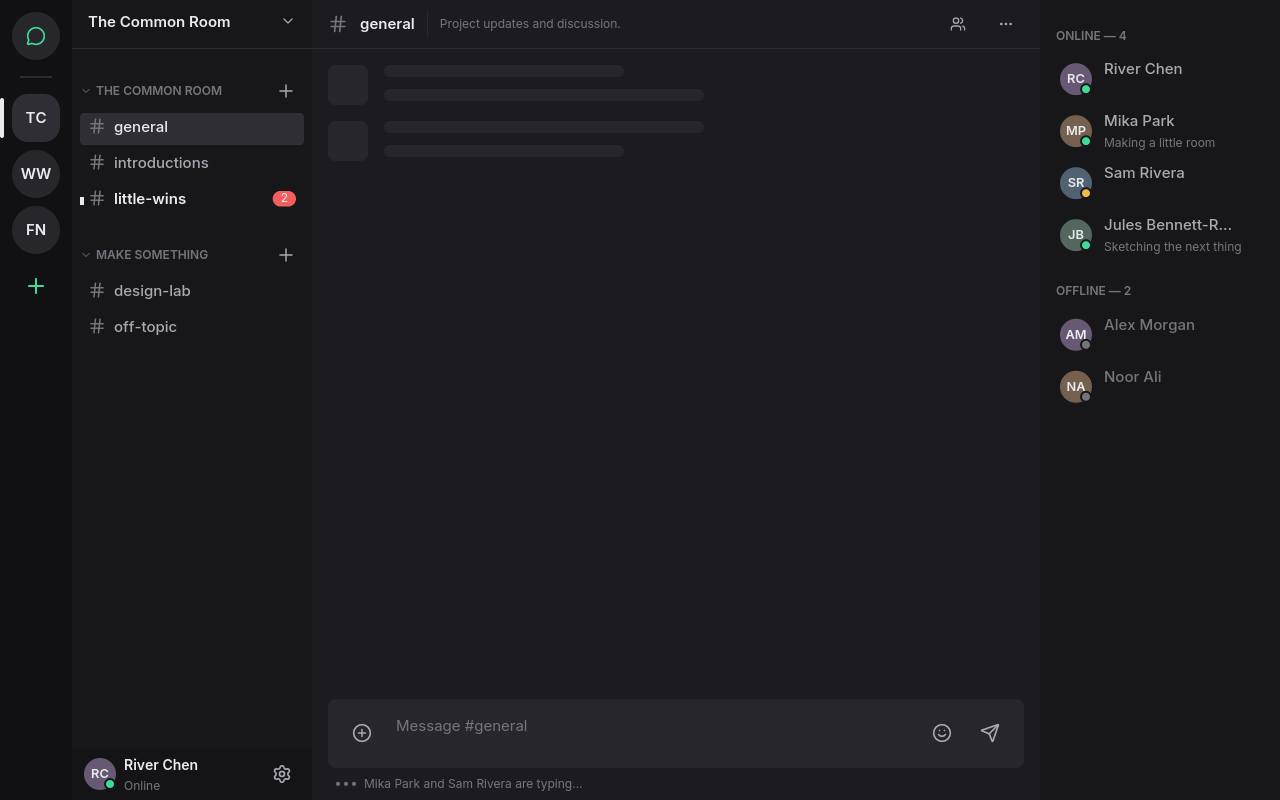 The Common Room
THE COMMON ROOM
general
introductions
little-wins
2
MAKE SOMETHING
design-lab
off-topic
TC
WW
FN
RC
River Chen
Online
general
Project updates and discussion.
Message #general
Mika Park and Sam Rivera are typing...
ONLINE — 4
RC
River Chen
MP
Mika Park
Making a little room
SR
Sam Rivera
JB
Jules Bennett-R...
Sketching the next thing
OFFLINE — 2
AM
Alex Morgan
NA
Noor Ali